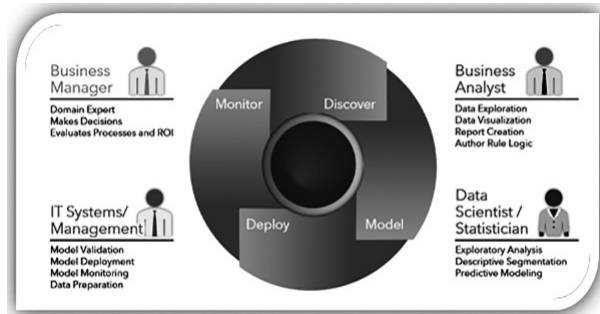 Business
Manager
Domain Expert
Makes Decisions
Evaluates Processes and ROI
Monitor
Discover
Business
Analyst
Data Exploration
Data Visualization
Report Creation
Author Rule Logic
IT Systems/
Management
Model Validation
Model Deployment
Model Monitoring
Data Preparation
Deploy
Model
Data
Scientist /
Statistician
Exploratory Analysis
Descriptive Segmentation
Predictive Modeling